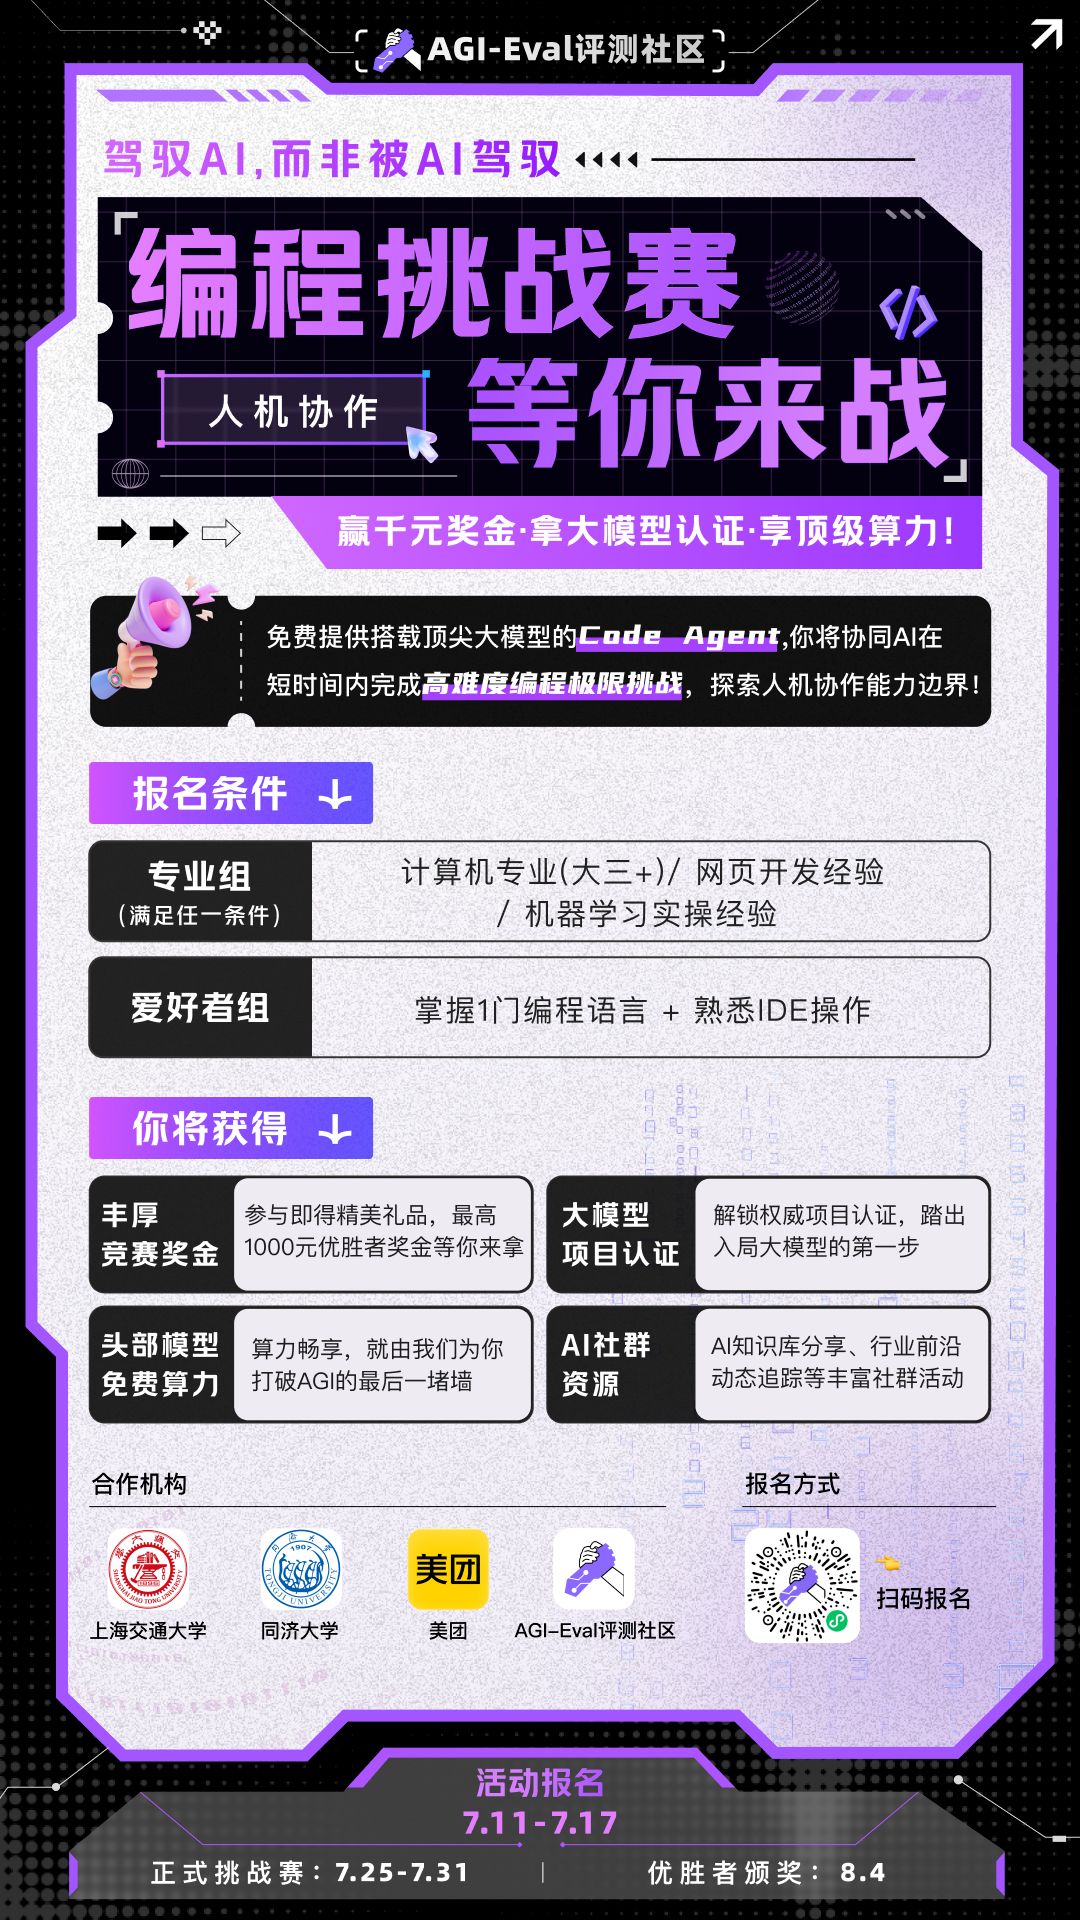 AGI-Eval评测社区
驾驭AI,而非被AI驾驭
编程挑战赛
人机协作
等你来战
赢千元奖金·拿大模型认证·享顶级算力!
免费提供搭载顶尖大模型的Code Agent,你将协同AI在
短时间内完成高难度编程极限挑战，探索人机协作能力边界！
报名条件
专业组
（满足任一条件）
计算机专业(大三+)/ 网页开发经验
/ 机器学习实操经验
爱好者组
掌握1门编程语言 + 熟悉IDE操作
你将获得
丰厚
竞赛奖金
参与即得精美礼品，最高
1000元优胜者奖金等你来拿
大模型
项目认证
解锁权威项目认证，踏出
入局大模型的第一步
头部模型
免费算力
算力畅享，就由我们为你
打破AGI的最后一堵墙
AI社群
资源
AI知识库分享、行业前沿
动态追踪等丰富社群活动
合作机构
报名方式
SHANGHAI JIAO TONG UNIVERSITY
1907
TONGJI UNIVERSITY
美团
上海交通大学
同济大学
美团
AGI-Eval评测社区
扫码报名
活动报名
7.11-7.17
正式挑战赛：7.25-7.31
优胜者颁奖：8.4